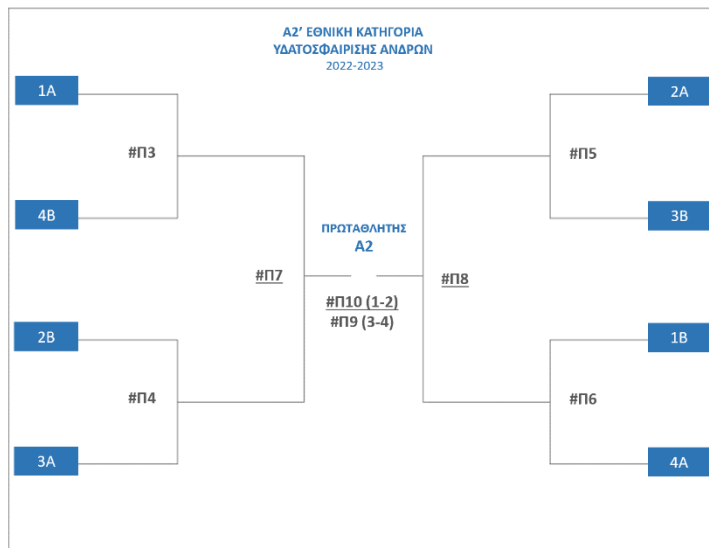 Α2' ΕΘΝΙΚΗ ΚΑΤΗΓΟΡΙΑ
ΥΔΑΤΟΣΦΑΙΡΙΣΗΣ ΑΝΔΡΩΝ
2022-2023
1Α
2Α
#Π3
#Π5
4Β
3Β
ΠΡΩΤΑΘΛΗΤΗΣ
Α2
#Π7
#Π8
#Π10 (1-2)
#Π9 (3-4)
2Β
1Β
#Π4
#Π6
3Α
4Α